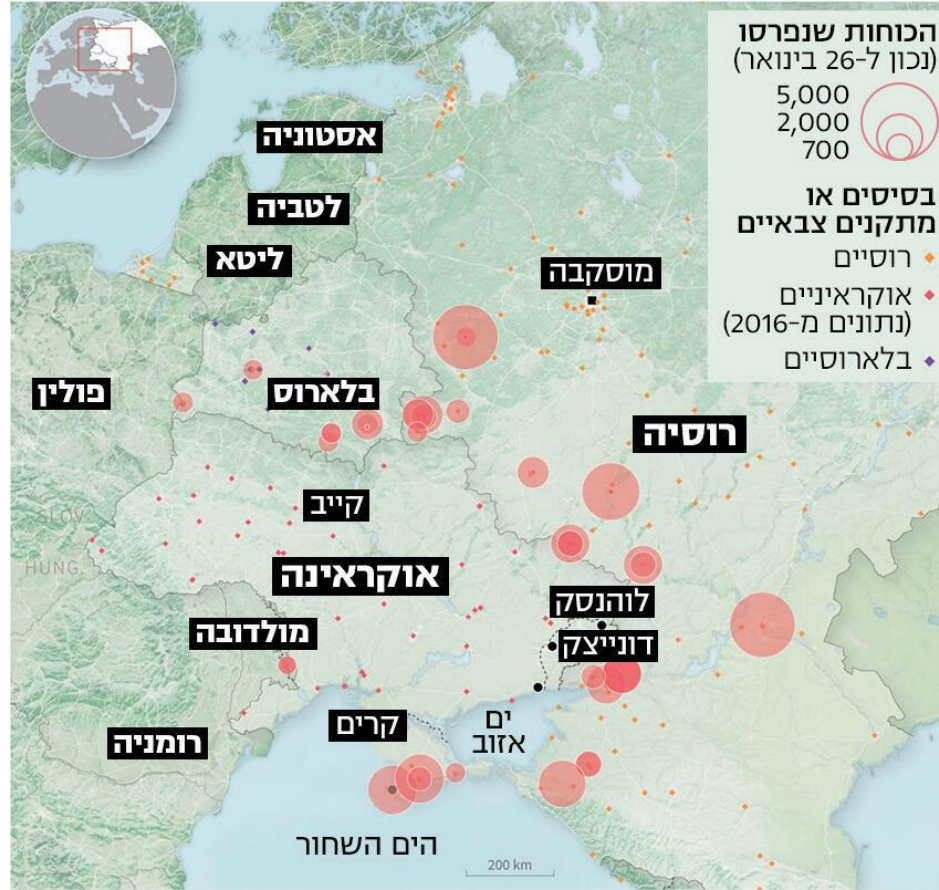 הכוחות שנפרסו
(נכון ל-26 בינואר)
5,000
2,000
700
בסיסים או
מתקנים צבאיים
רוסיים
אוקראיניים
(נתונים מ-2016)
בלארוסיים
אסטוניה
לטביה
ליטא
מוסקבה
פולין
בלארוס
רוסיה
קייב
SLOV.
HUNG.
אוקראינה
לוהנסק
מולדובה
דונייצק
רומניה
קרים
ים
אזוב
הים השחור
200 km